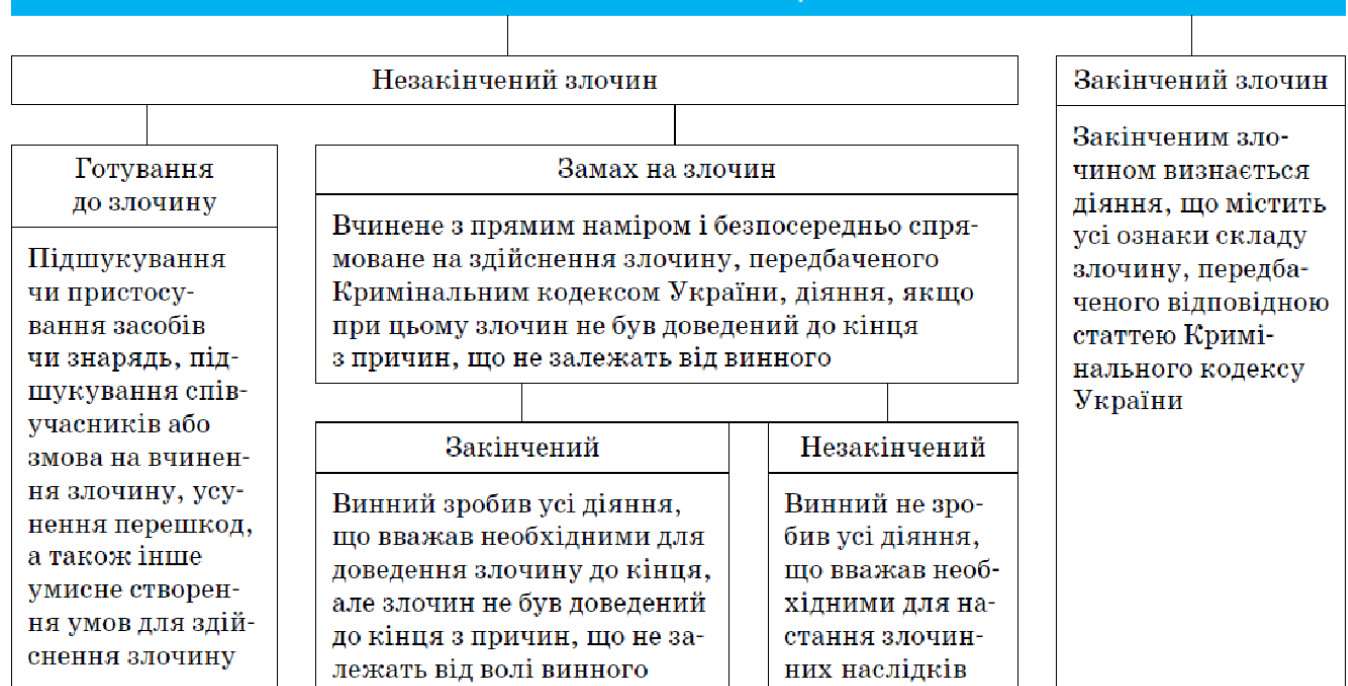 Незакінчений злочин
Закінчений злочин
Готування
до злочину
Підшукування
чи пристосу-
вання засобів
чи знарядь, під-
шукування спів-
учасників або
змова на вчинен-
ня злочину, усу-
нення перешкод,
а також інше
умисне створен-
ня умов для здій-
снення злочину
Замах на злочин
Вчинене з прямим наміром і безпосередньо спря-
моване на здійснення злочину, передбаченого
Кримінальним кодексом України, діяння, якщо
при цьому злочин не був доведений до кінця
з причин, що не залежать від винного
Закінчений
Винний зробив усі діяння,
що вважав необхідними для
доведення злочину до кінця,
але злочин не був доведений
до кінця з причин, що не за-
лежать від волі винного
Незакінчений
Винний не зро-
бив усі діяння,
що вважав необ-
хідними для на-
стання злочин-
них наслідків
Закінченим зло-
чином визнається
діяння, що містить
усі ознаки складу
злочину, передба-
ченого відповідною
статтею Кримі-
нального кодексу
України